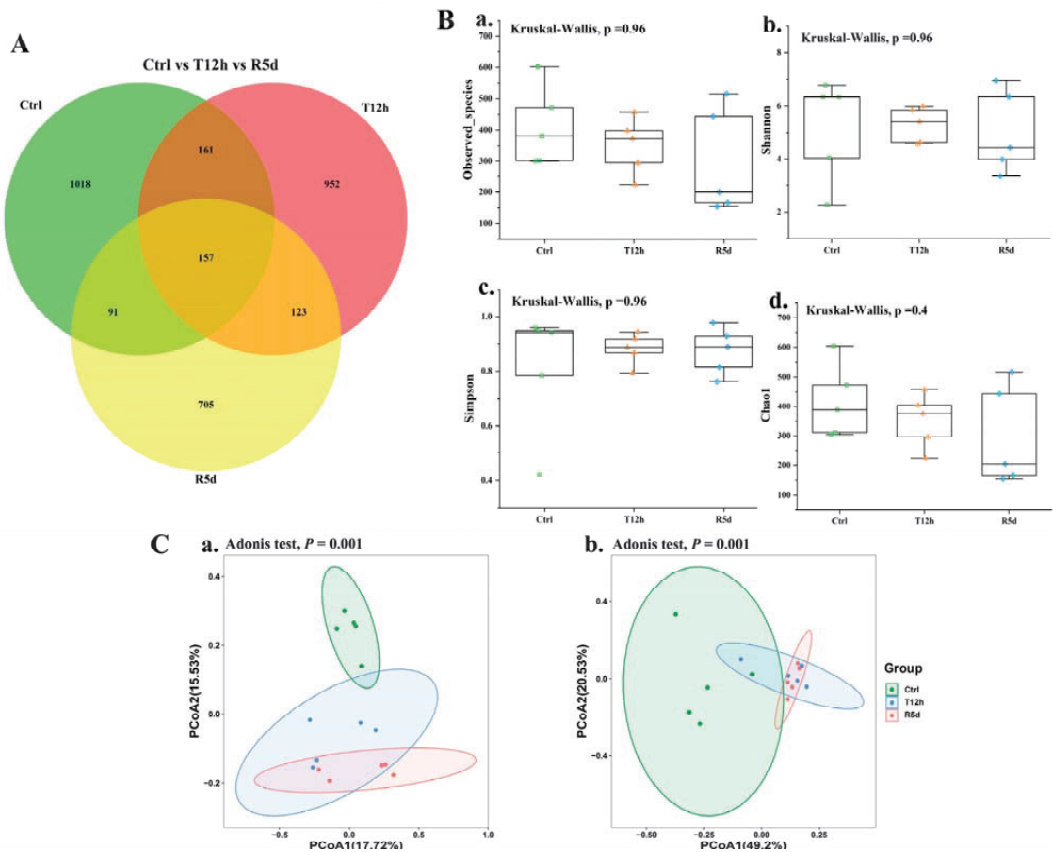 A
Ctrl vs T12h vs R5d
Ctrl
T12h
161
1018
952
157
91
123
705
R5d
B
a.
Kruskal-Wallis, p =0.96
Observed_species
700
600
500
400
300
200
100
Ctrl
T12h
R5d
b.
Kruskal-Wallis, p =0.96
Shannon
8
6
4
2
Ctrl
T12h
R5d
c.
Kruskal-Wallis, p =0.96
Simpson
1.0
0.8
0.6
0.4
Ctrl
T12h
R5d
d.
Kruskal-Wallis, p =0.4
Chao1
700
600
500
400
300
200
100
Ctrl
T12h
R5d
C
a.
Adonis test, P = 0.001
PCoA2(15.53%)
0.4
0.2
0.0
−0.2
−0.5
0.0
0.5
1.0
PCoA1(17.72%)
b.
Adonis test, P = 0.001
PCoA2(20.53%)
0.4
0.0
−0.4
−0.50
−0.25
0.00
0.25
PCoA1(49.2%)
Group
Ctrl
T12h
R5d